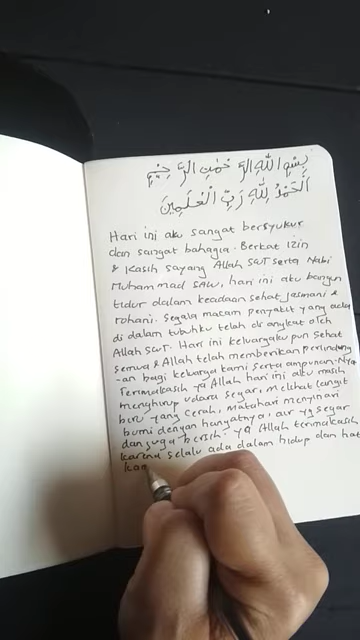 بِسْمِ اللهِ الرَّحْمٰنِ الرَّحِيْمِ
اَلْحَمْدُ لِلّٰهِ رَبِّ الْعٰلَمِيْنَ
Hari ini aku sangat bersyukur
dan sangat bahagia. Berkat izin
& kasih sayang Allah SWT serta Nabi
Muhammad SAW, hari ini aku bangun
tidur dalam keadaan sehat jasmani &
rohani. Segala macam penyakit yang ada
di dalam tubuhku telah di angkat oleh
Allah SWT. Hari ini keluargaku pun sehat
semua & Allah telah memberikan perlindung
-an bagi keluarga kami serta ampunan-Nya.
Terimakasih ya Allah hari ini aku masih
menghirup udara segar, melihat langit
biru yang cerah, matahari menyinari
bumi dengan hangatnya, air yg segar
dan juga bersih. Ya Allah terimakasih
karena selalu ada dalam hidup dan hat
kam